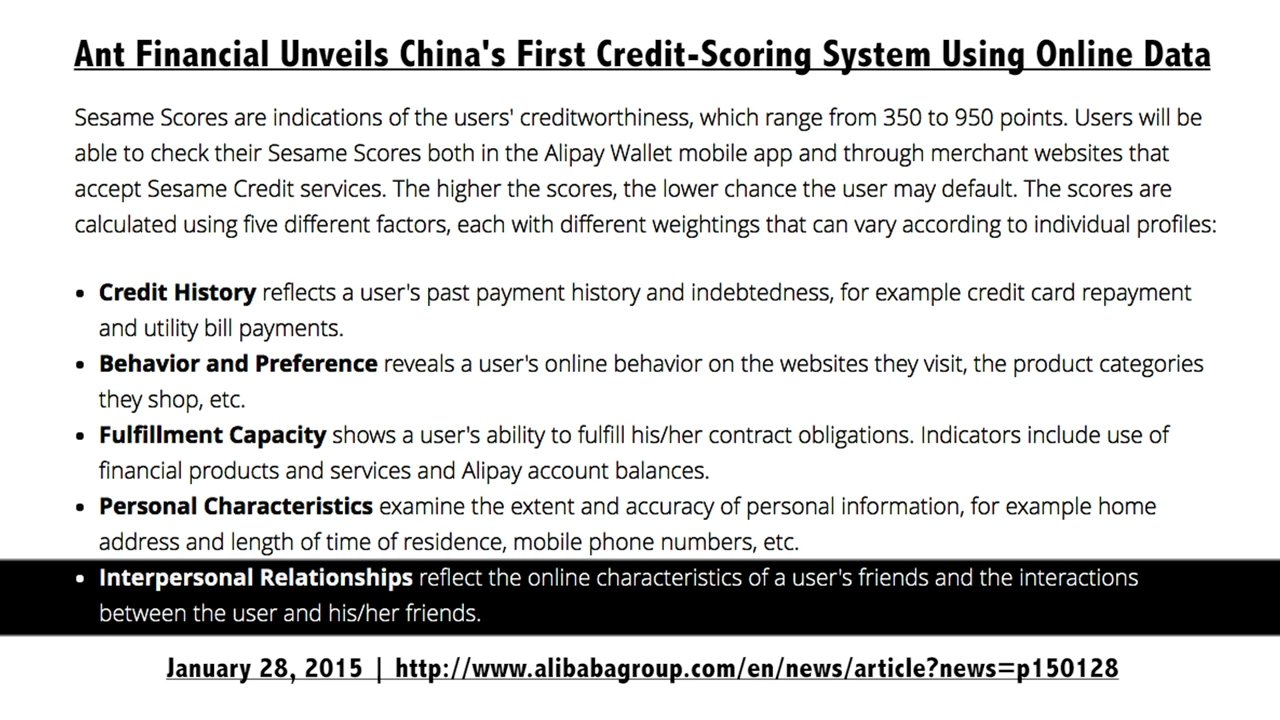 Ant Financial Unveils China's First Credit-Scoring System Using Online Data
Sesame Scores are indications of the users' creditworthiness, which range from 350 to 950 points. Users will be
able to check their Sesame Scores both in the Alipay Wallet mobile app and through merchant websites that
accept Sesame Credit services. The higher the scores, the lower chance the user may default. The scores are
calculated using five different factors, each with different weightings that can vary according to individual profiles:
• Credit History reflects a user's past payment history and indebtedness, for example credit card repayment
and utility bill payments.
• Behavior and Preference reveals a user's online behavior on the websites they visit, the product categories
they shop, etc.
• Fulfillment Capacity shows a user's ability to fulfill his/her contract obligations. Indicators include use of
financial products and services and Alipay account balances.
• Personal Characteristics examine the extent and accuracy of personal information, for example home
address and length of time of residence, mobile phone numbers, etc.
• Interpersonal Relationships reflect the online characteristics of a user's friends and the interactions
between the user and his/her friends.
January 28, 2015 | http://www.alibabagroup.com/en/news/article?news=p150128